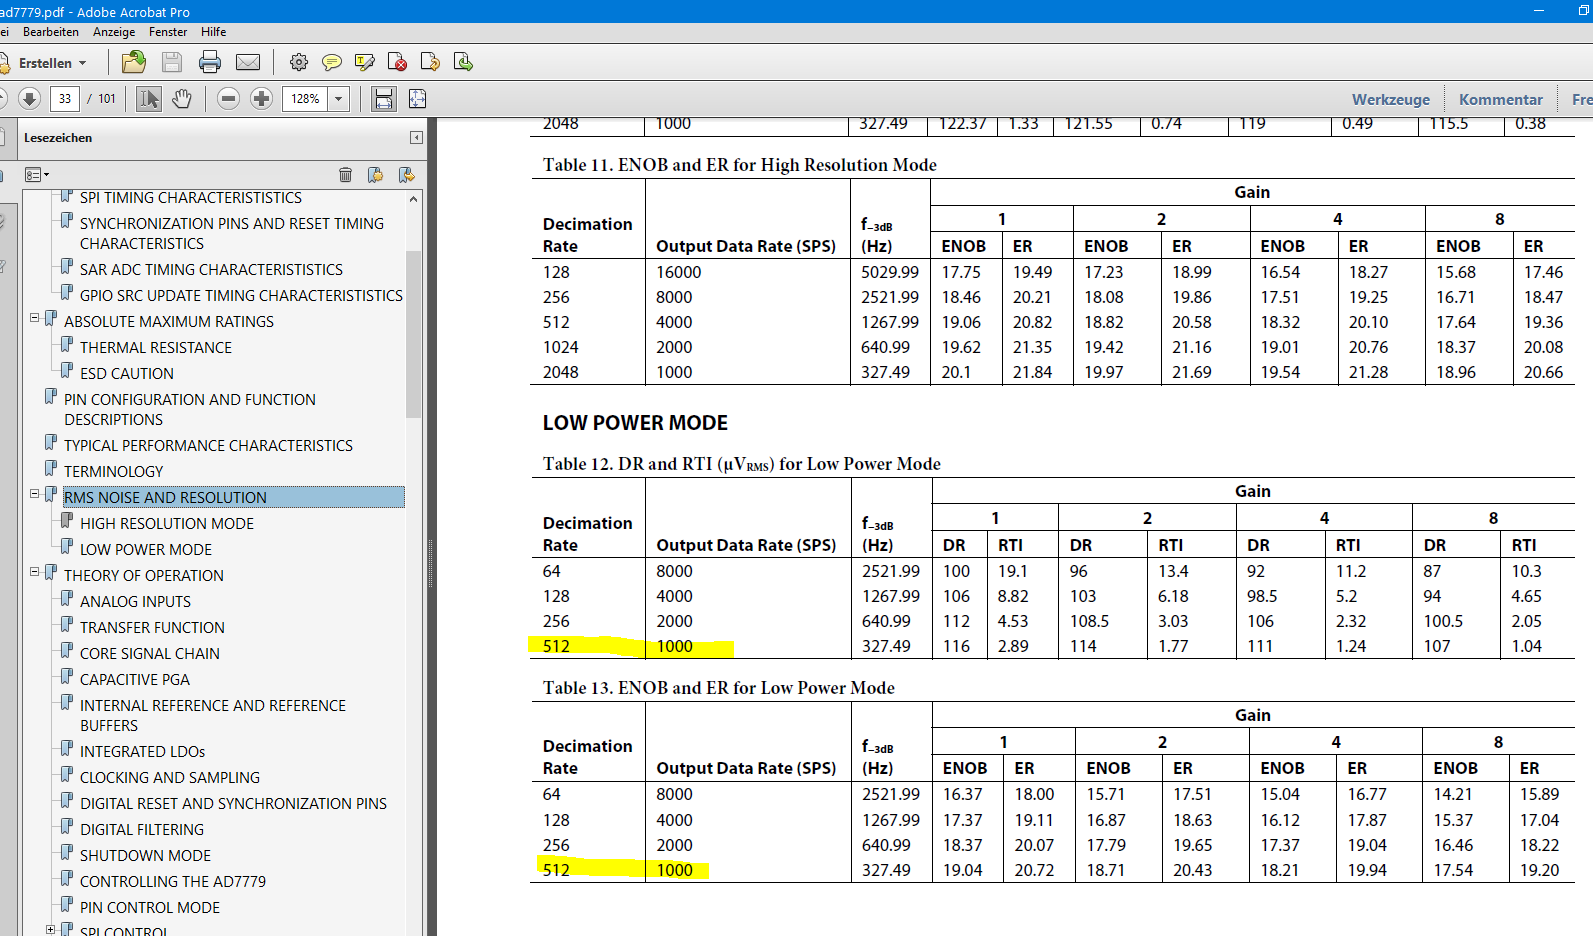 ad7779.pdf - Adobe Acrobat Pro
ei Bearbeiten Anzeige Fenster Hilfe
Erstellen
33 / 101 128% Werkzeuge Kommentar Fre
Lesezeichen
SPI TIMING CHARACTERISTISTICS
SYNCHRONIZATION PINS AND RESET TIMING
CHARACTERISTICS
SAR ADC TIMING CHARACTERISTISTICS
GPIO SRC UPDATE TIMING CHARACTERISTISTICS
ABSOLUTE MAXIMUM RATINGS
THERMAL RESISTANCE
ESD CAUTION
PIN CONFIGURATION AND FUNCTION
DESCRIPTIONS
TYPICAL PERFORMANCE CHARACTERISTICS
TERMINOLOGY
RMS NOISE AND RESOLUTION
HIGH RESOLUTION MODE
LOW POWER MODE
THEORY OF OPERATION
ANALOG INPUTS
TRANSFER FUNCTION
CORE SIGNAL CHAIN
CAPACITIVE PGA
INTERNAL REFERENCE AND REFERENCE
BUFFERS
INTEGRATED LDOs
CLOCKING AND SAMPLING
DIGITAL RESET AND SYNCHRONIZATION PINS
DIGITAL FILTERING
SHUTDOWN MODE
CONTROLLING THE AD7779
PIN CONTROL MODE
SPI CONTROL
2048 1000 327.49 122.37 1.33 121.55 0.74 119 0.49 115.5 0.38
Table 11. ENOB and ER for High Resolution Mode
Gain
1 2 4 8
Decimation Rate Output Data Rate (SPS) f−3dB (Hz) ENOB ER ENOB ER ENOB ER ENOB ER
128 16000 5029.99 17.75 19.49 17.23 18.99 16.54 18.27 15.68 17.46
256 8000 2521.99 18.46 20.21 18.08 19.86 17.51 19.25 16.71 18.47
512 4000 1267.99 19.06 20.82 18.82 20.58 18.32 20.10 17.64 19.36
1024 2000 640.99 19.62 21.35 19.42 21.16 19.01 20.76 18.37 20.08
2048 1000 327.49 20.1 21.84 19.97 21.69 19.54 21.28 18.96 20.66
LOW POWER MODE
Table 12. DR and RTI (μVRMS) for Low Power Mode
Gain
1 2 4 8
Decimation Rate Output Data Rate (SPS) f−3dB (Hz) DR RTI DR RTI DR RTI DR RTI
64 8000 2521.99 100 19.1 96 13.4 92 11.2 87 10.3
128 4000 1267.99 106 8.82 103 6.18 98.5 5.2 94 4.65
256 2000 640.99 112 4.53 108.5 3.03 106 2.32 100.5 2.05
512 1000 327.49 116 2.89 114 1.77 111 1.24 107 1.04
Table 13. ENOB and ER for Low Power Mode
Gain
1 2 4 8
Decimation Rate Output Data Rate (SPS) f−3dB (Hz) ENOB ER ENOB ER ENOB ER ENOB ER
64 8000 2521.99 16.37 18.00 15.71 17.51 15.04 16.77 14.21 15.89
128 4000 1267.99 17.37 19.11 16.87 18.63 16.12 17.87 15.37 17.04
256 2000 640.99 18.37 20.07 17.79 19.65 17.37 19.04 16.46 18.22
512 1000 327.49 19.04 20.72 18.71 20.43 18.21 19.94 17.54 19.20